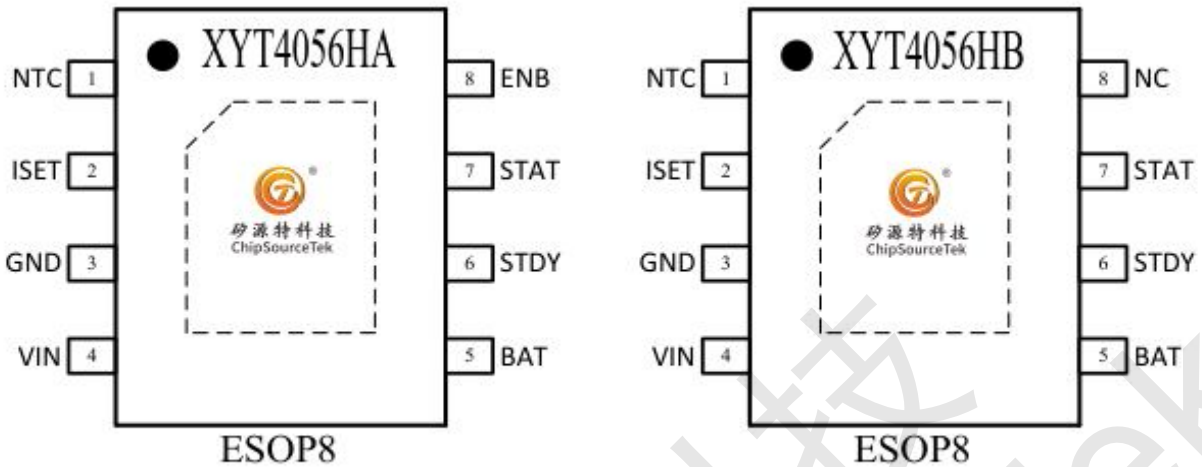 XYT4056HA
NTC 1 8 ENB
ISET 2 7 STAT
GND 3 6 STDY
VIN 4 5 BAT
®
矽源特科技
ChipSourceTek
ESOP8
XYT4056HB
NTC 1 8 NC
ISET 2 7 STAT
GND 3 6 STDY
VIN 4 5 BAT
®
矽源特科技
ChipSourceTek
ESOP8
技